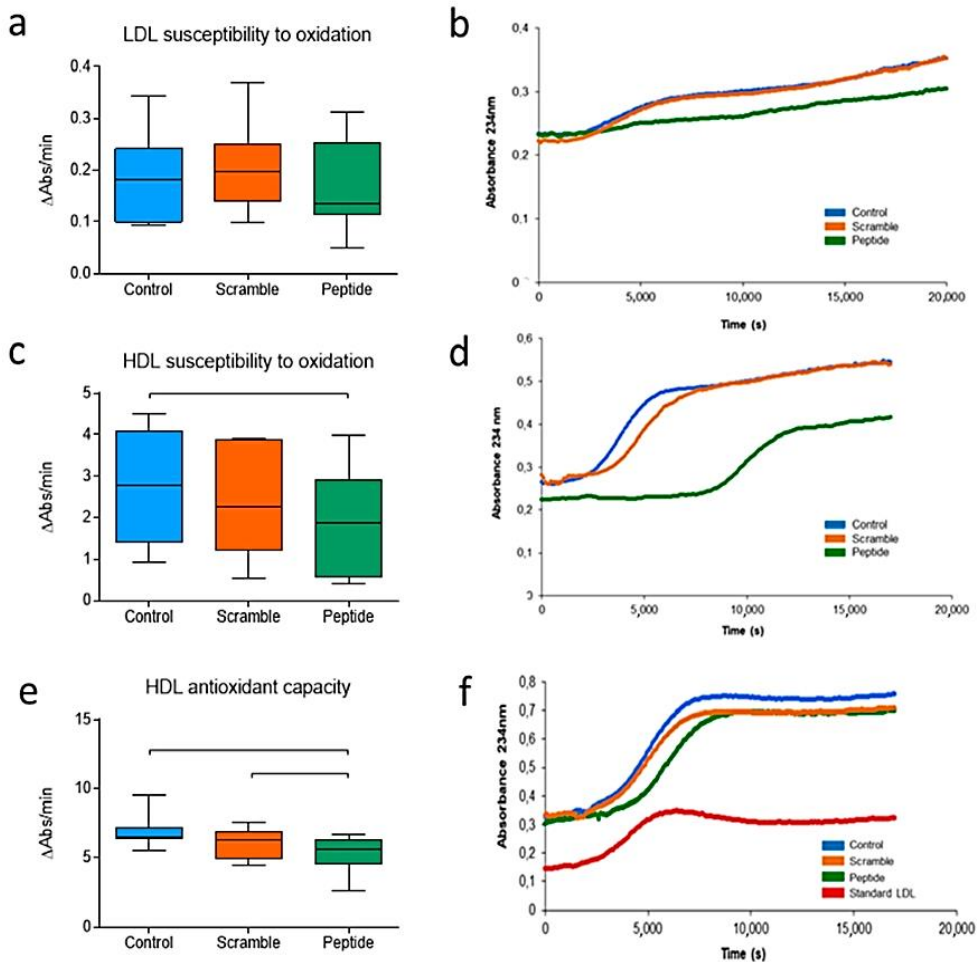 a
LDL susceptibility to oxidation
ΔAbs/min
0.4
0.3
0.2
0.1
0.0
Control Scramble Peptide
b
Absorbance 234nm
0,4
0,3
0,2
0,1
0
0 5,000 10,000 15,000 20,000
Time (s)
Control
Scramble
Peptide
c
HDL susceptibility to oxidation
ΔAbs/min
5
4
3
2
1
0
Control Scramble Peptide
d
Absorbance 234 nm
0,6
0,5
0,4
0,3
0,2
0,1
0
0 5,000 10,000 15,000 20,000
Time (s)
Control
Scramble
Peptide
e
HDL antioxidant capacity
ΔAbs/min
15
10
5
0
Control Scramble Peptide
f
Absorbance 234nm
0,8
0,7
0,6
0,5
0,4
0,3
0,2
0,1
0
0 5,000 10,000 15,000 20,000
Time (s)
Control
Scramble
Peptide
Standard LDL